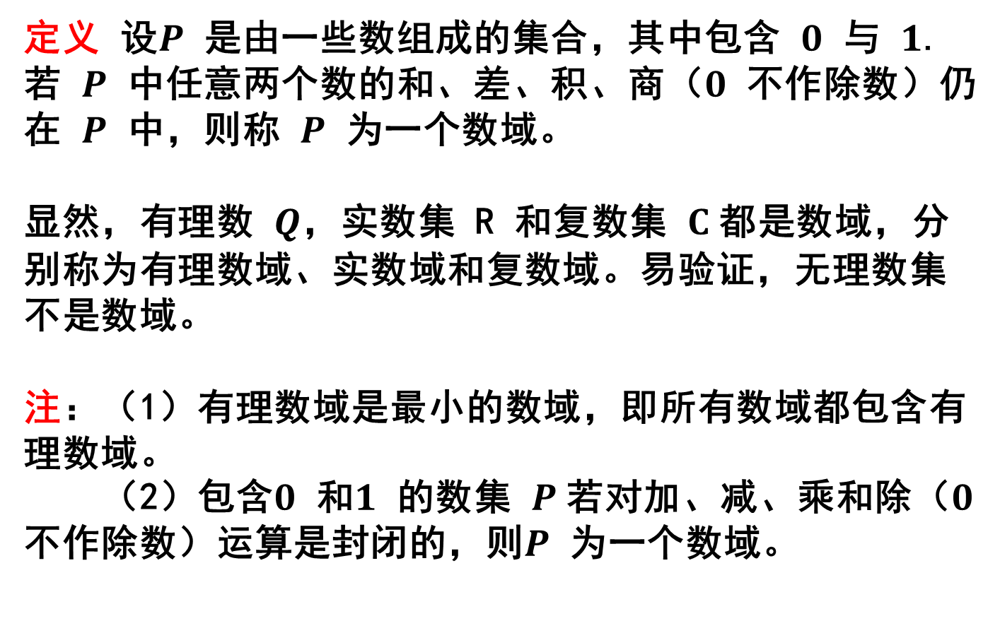 定义 设P 是由一些数组成的集合，其中包含 0 与 1.
若 P 中任意两个数的和、差、积、商（0 不作除数）仍
在 P 中，则称 P 为一个数域。
显然，有理数 Q，实数集 R 和复数集 C 都是数域，分
别称为有理数域、实数域和复数域。易验证，无理数集
不是数域。
注：（1）有理数域是最小的数域，即所有数域都包含有
理数域。
（2）包含0 和1 的数集 P 若对加、减、乘和除（0
不作除数）运算是封闭的，则P 为一个数域。